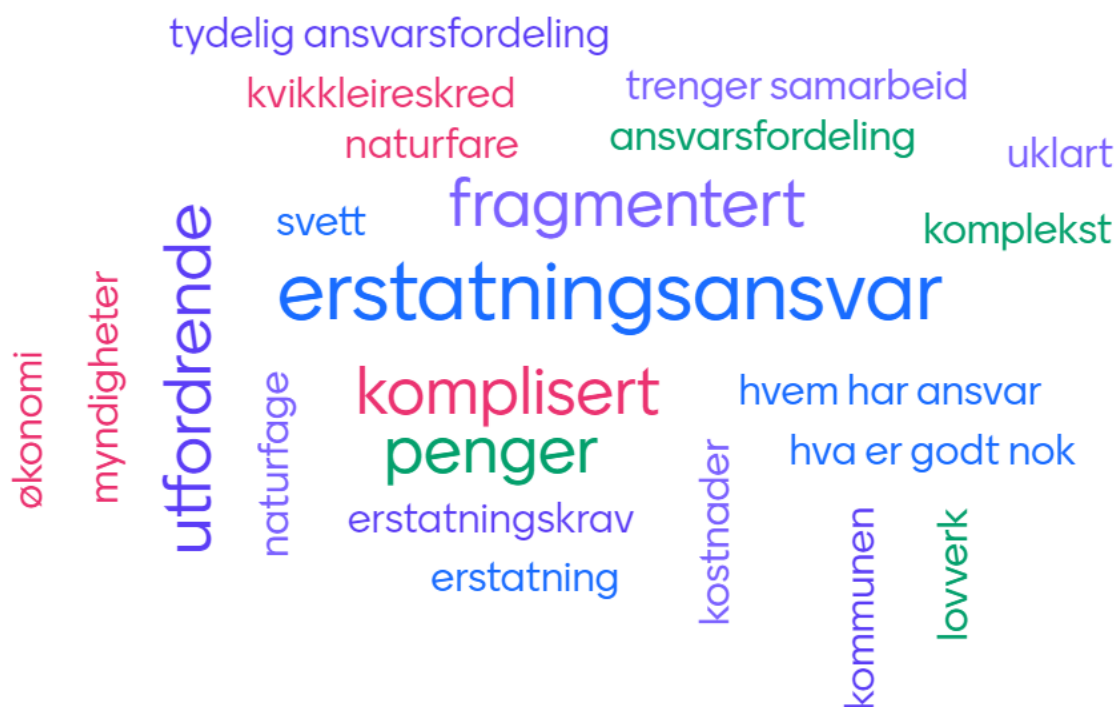 tydelig ansvarsfordeling
kvikkleireskred
trenger samarbeid
naturfare
ansvarsfordeling
uklart
fragmentert
svett
komplekst
erstatningsansvar
utfordrende
myndigheter
økonomi
naturfage
komplisert
hvem har ansvar
penger
hva er godt nok
kostnader
erstatningskrav
erstatning
kommunen
lovverk